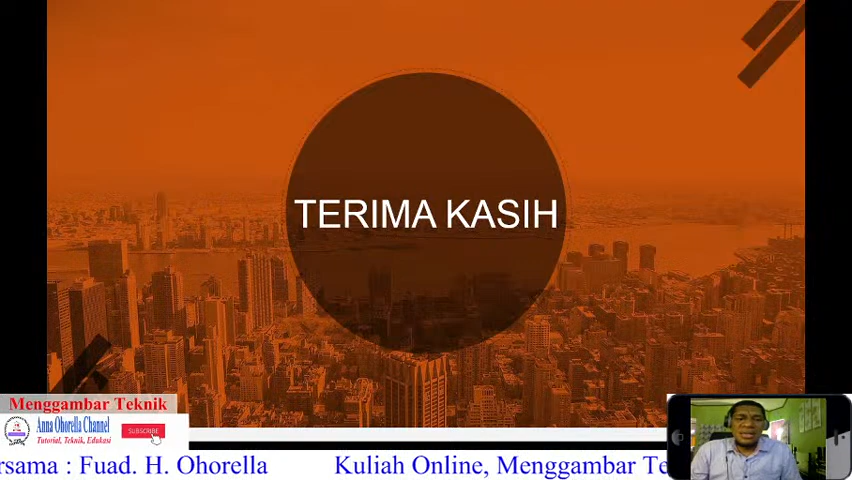 TERIMA KASIH
Menggambar Teknik
Anna Ohorella Channel
Tutorial, Teknik, Edukasi
SUBSCRIBE
rsama : Fuad. H. Ohorella
Kuliah Online, Menggambar Te